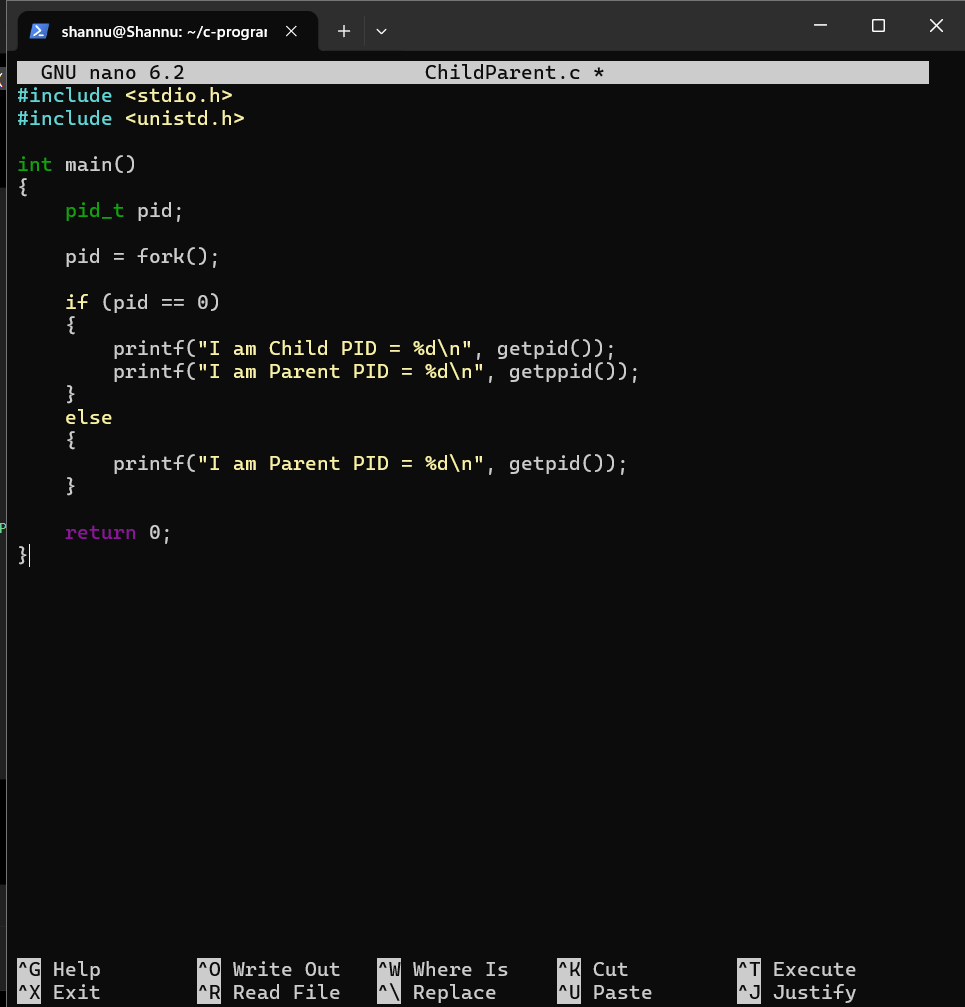 shannu@Shannu: ~/c-progra
GNU nano 6.2 ChildParent.c *
#include <stdio.h>
#include <unistd.h>
int main()
{
    pid_t pid;
    pid = fork();
    if (pid == 0)
    {
        printf("I am Child PID = %d\n", getpid());
        printf("I am Parent PID = %d\n", getppid());
    }
    else
    {
        printf("I am Parent PID = %d\n", getpid());
    }
    return 0;
}
^G Help ^O Write Out ^W Where Is ^K Cut ^T Execute
^X Exit ^R Read File ^\ Replace ^U Paste ^J Justify